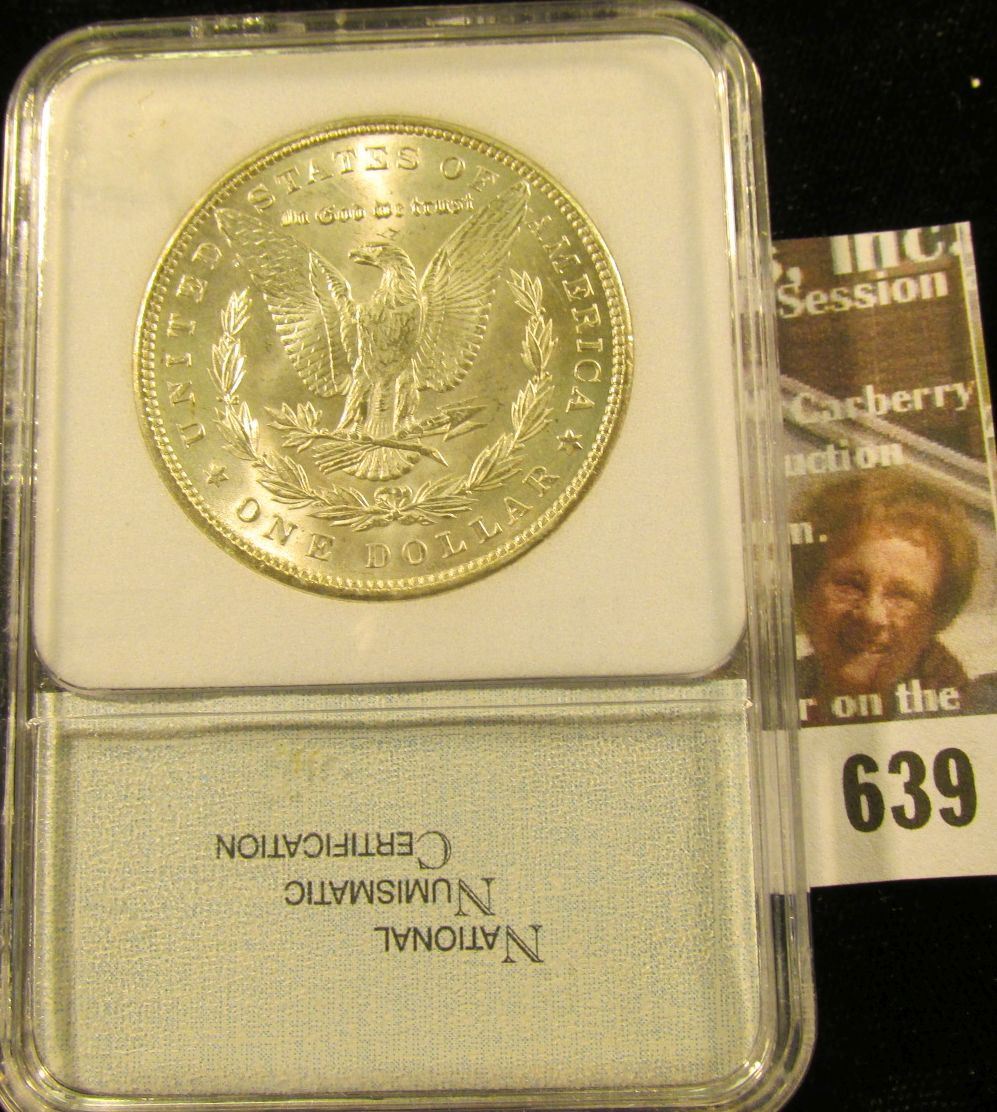 UNITED STATES OF AMERICA
In God We trust
ONE DOLLAR
NATIONAL
NUMISMATIC
CERTIFICATION
s, Inc.
Session
Carberry
uction
n.
r on the
639